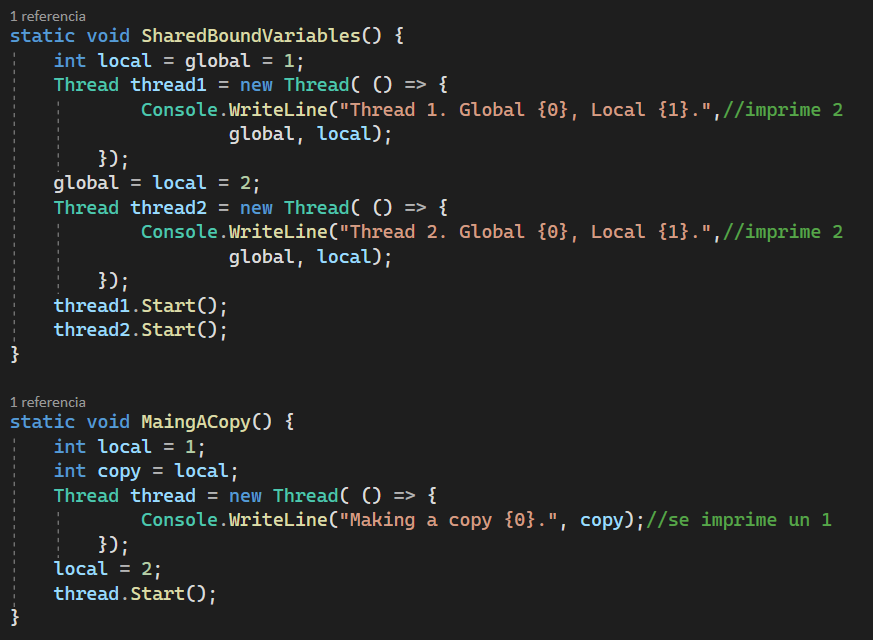 1 referencia
static void SharedBoundVariables() {
int local = global = 1;
Thread thread1 = new Thread( () => {
Console.WriteLine("Thread 1. Global {0}, Local {1}.",//imprime 2
global, local);
});
global = local = 2;
Thread thread2 = new Thread( () => {
Console.WriteLine("Thread 2. Global {0}, Local {1}.",//imprime 2
global, local);
});
thread1.Start();
thread2.Start();
}
1 referencia
static void MaingACopy() {
int local = 1;
int copy = local;
Thread thread = new Thread( () => {
Console.WriteLine("Making a copy {0}.", copy);//se imprime un 1
});
local = 2;
thread.Start();
}